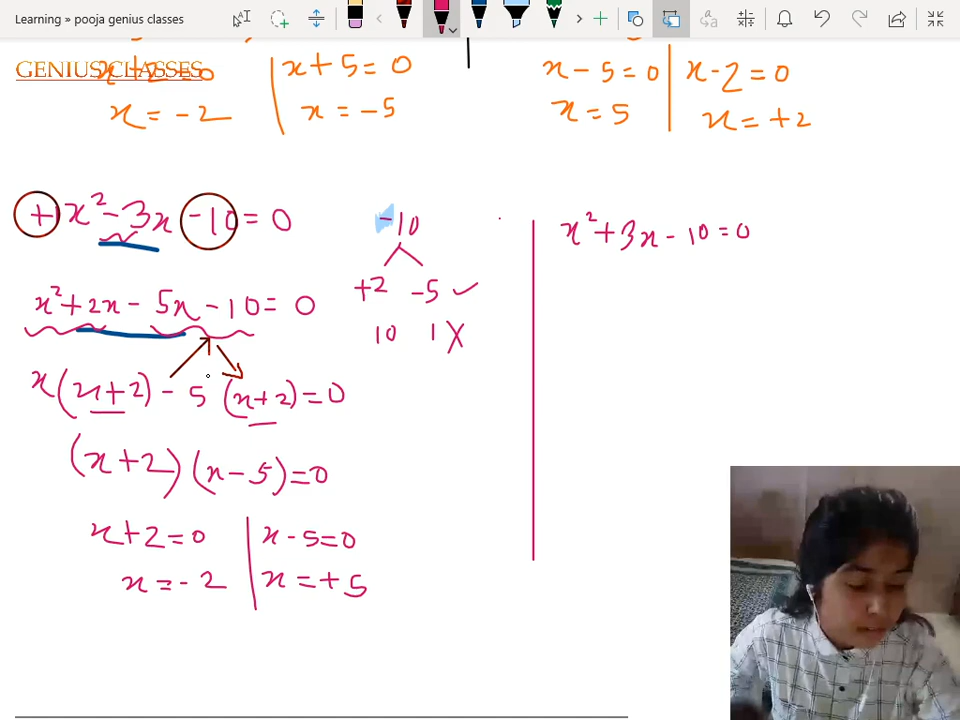 Learning » pooja genius classes
GENIUS CLASSES
x+2=0 | x+5=0
x=-2 | x=-5
x-5=0 | x-2=0
x=5 | x=+2
+x²-3x-10=0
-10
+2 -5 ✓
10 1 X
x²+2x-5x-10=0
x(x+2)-5(x+2)=0
(x+2)(x-5)=0
x+2=0 | x-5=0
x=-2 | x=+5
x²+3x-10=0